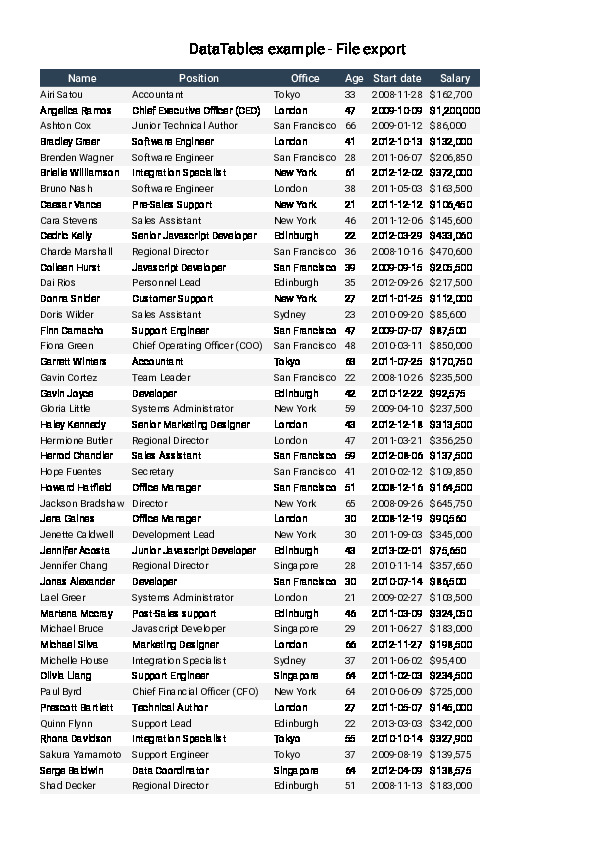 DataTables example - File export
Name Position Office Age Start date Salary
Airi Satou Accountant Tokyo 33 2008-11-28 $162,700
Angelica Ramos Chief Executive Officer (CEO) London 47 2009-10-09 $1,200,000
Ashton Cox Junior Technical Author San Francisco 66 2009-01-12 $86,000
Bradley Greer Software Engineer London 41 2012-10-13 $132,000
Brenden Wagner Software Engineer San Francisco 28 2011-06-07 $206,850
Brielle Williamson Integration Specialist New York 61 2012-12-02 $372,000
Bruno Nash Software Engineer London 38 2011-05-03 $163,500
Caesar Vance Pre-Sales Support New York 21 2011-12-12 $106,450
Cara Stevens Sales Assistant New York 46 2011-12-06 $145,600
Cedric Kelly Senior Javascript Developer Edinburgh 22 2012-03-29 $433,060
Charde Marshall Regional Director San Francisco 36 2008-10-16 $470,600
Colleen Hurst Javascript Developer San Francisco 39 2009-09-15 $205,500
Dai Rios Personnel Lead Edinburgh 35 2012-09-26 $217,500
Donna Snider Customer Support New York 27 2011-01-25 $112,000
Doris Wilder Sales Assistant Sydney 23 2010-09-20 $85,600
Finn Camacho Support Engineer San Francisco 47 2009-07-07 $87,500
Fiona Green Chief Operating Officer (COO) San Francisco 48 2010-03-11 $850,000
Garrett Winters Accountant Tokyo 63 2011-07-25 $170,750
Gavin Cortez Team Leader San Francisco 22 2008-10-26 $235,500
Gavin Joyce Developer Edinburgh 42 2010-12-22 $92,575
Gloria Little Systems Administrator New York 59 2009-04-10 $237,500
Haley Kennedy Senior Marketing Designer London 43 2012-12-18 $313,500
Hermione Butler Regional Director London 47 2011-03-21 $356,250
Herrod Chandler Sales Assistant San Francisco 59 2012-08-06 $137,500
Hope Fuentes Secretary San Francisco 41 2010-02-12 $109,850
Howard Hatfield Office Manager San Francisco 51 2008-12-16 $164,500
Jackson Bradshaw Director New York 65 2008-09-26 $645,750
Jena Gaines Office Manager London 30 2008-12-19 $90,560
Jenette Caldwell Development Lead New York 30 2011-09-03 $345,000
Jennifer Acosta Junior Javascript Developer Edinburgh 43 2013-02-01 $75,650
Jennifer Chang Regional Director Singapore 28 2010-11-14 $357,650
Jonas Alexander Developer San Francisco 30 2010-07-14 $86,500
Lael Greer Systems Administrator London 21 2009-02-27 $103,500
Martena Mccray Post-Sales support Edinburgh 46 2011-03-09 $324,050
Michael Bruce Javascript Developer Singapore 29 2011-06-27 $183,000
Michael Silva Marketing Designer London 66 2012-11-27 $198,500
Michelle House Integration Specialist Sydney 37 2011-06-02 $95,400
Olivia Liang Support Engineer Singapore 64 2011-02-03 $234,500
Paul Byrd Chief Financial Officer (CFO) New York 64 2010-06-09 $725,000
Prescott Bartlett Technical Author London 27 2011-05-07 $145,000
Quinn Flynn Support Lead Edinburgh 22 2013-03-03 $342,000
Rhona Davidson Integration Specialist Tokyo 55 2010-10-14 $327,900
Sakura Yamamoto Support Engineer Tokyo 37 2009-08-19 $139,575
Serge Baldwin Data Coordinator Singapore 64 2012-04-09 $138,575
Shad Decker Regional Director Edinburgh 51 2008-11-13 $183,000